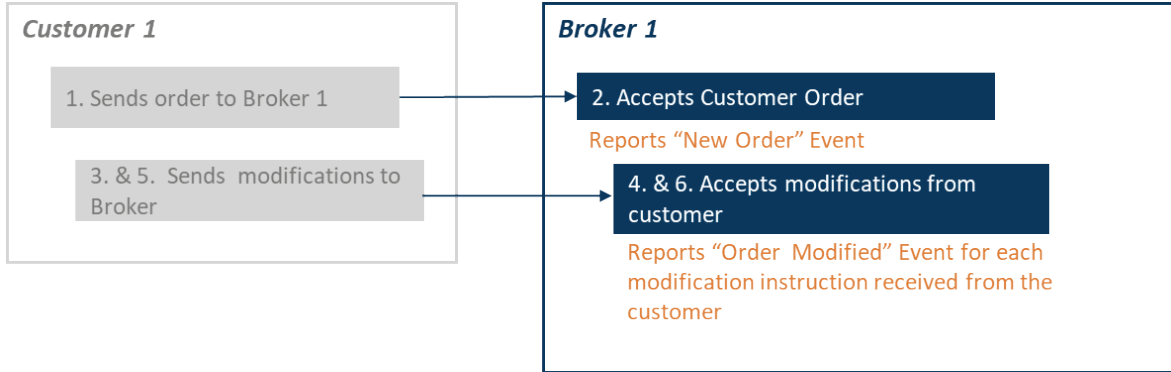 Customer 1
1. Sends order to Broker 1
3. & 5. Sends modifications to
Broker
Broker 1
2. Accepts Customer Order
Reports “New Order” Event
4. & 6. Accepts modifications from
customer
Reports “Order Modified” Event for each
modification instruction received from the
customer